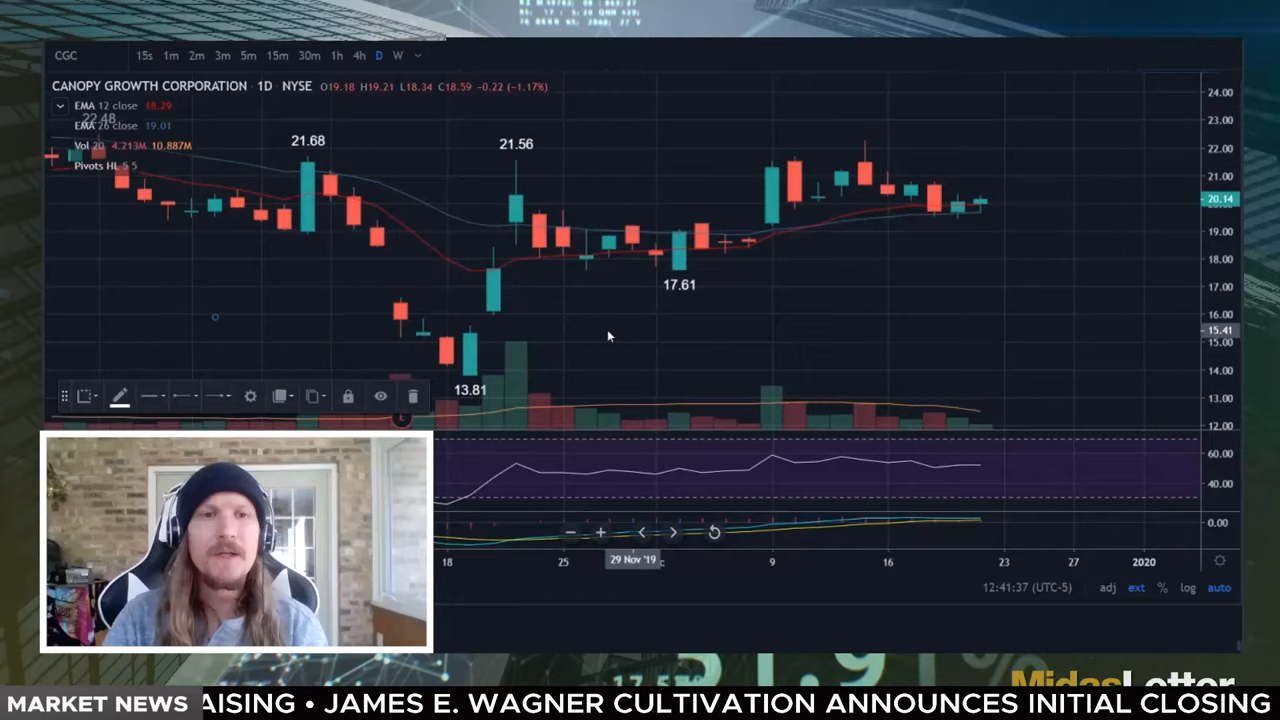 CGC 15s 1m 2m 3m 5m 15m 30m 1h 4h D W
CANOPY GROWTH CORPORATION · 1D NYSE O19.18 H19.21 L18.34 C18.59 -0.22 (-1.17%)
EMA 12 close 18.29
22.48
EMA 26 close 19.01
Vol 20 4.213M 10.887M
Pivots HL 5 5
21.68
21.56
17.61
13.81
24.00
23.00
22.00
21.00
20.14
19.00
18.00
17.00
16.00
15.41
15.00
14.00
13.00
12.00
E
60.00
40.00
0.00
18 25 29 Nov '19 9 16 23 27 2020
12:41:37 (UTC-5) adj ext % log auto
MidasLetter
MARKET NEWS AISING • JAMES E. WAGNER CULTIVATION ANNOUNCES INITIAL CLOSING